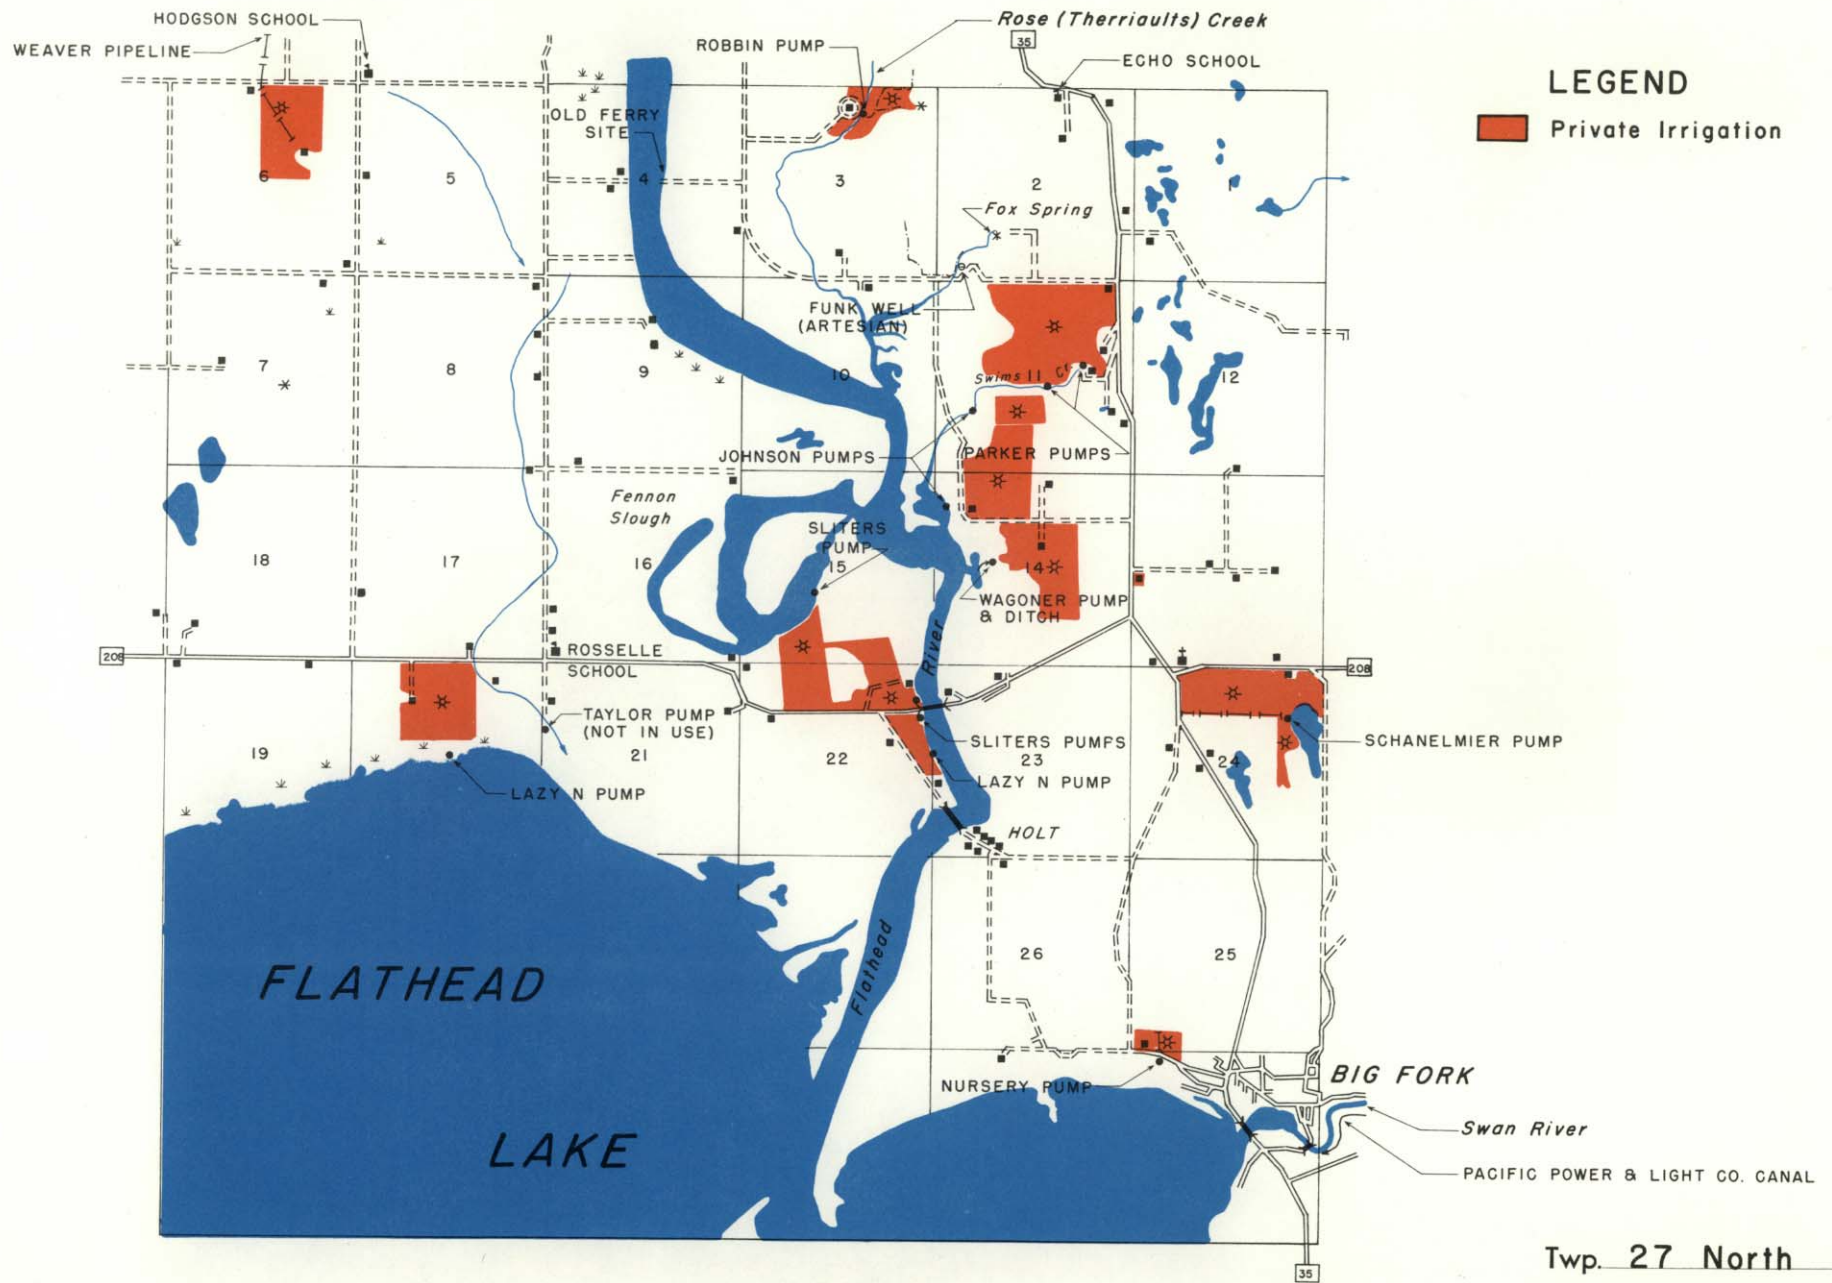 HODGSON SCHOOL
WEAVER PIPELINE
ROBBIN PUMP
Rose (Therriaults) Creek
35
ECHO SCHOOL
LEGEND
Private Irrigation
OLD FERRY
SITE
6
5
4
3
2
1
Fox Spring
FUNK WELL
(ARTESIAN)
7
8
9
10
Swims
11
Cr.
12
JOHNSON PUMPS
PARKER PUMPS
Fennon
Slough
SLITERS
PUMP
18
17
16
15
14
WAGONER PUMP
& DITCH
River
208
ROSSELLE
SCHOOL
208
TAYLOR PUMP
(NOT IN USE)
SLITERS PUMPS
SCHANELMIER PUMP
19
21
22
23
24
LAZY N PUMP
LAZY N PUMP
HOLT
26
25
FLATHEAD
Flathead
NURSERY PUMP
BIG FORK
Swan River
LAKE
PACIFIC POWER & LIGHT CO. CANAL
Twp. 27 North
35